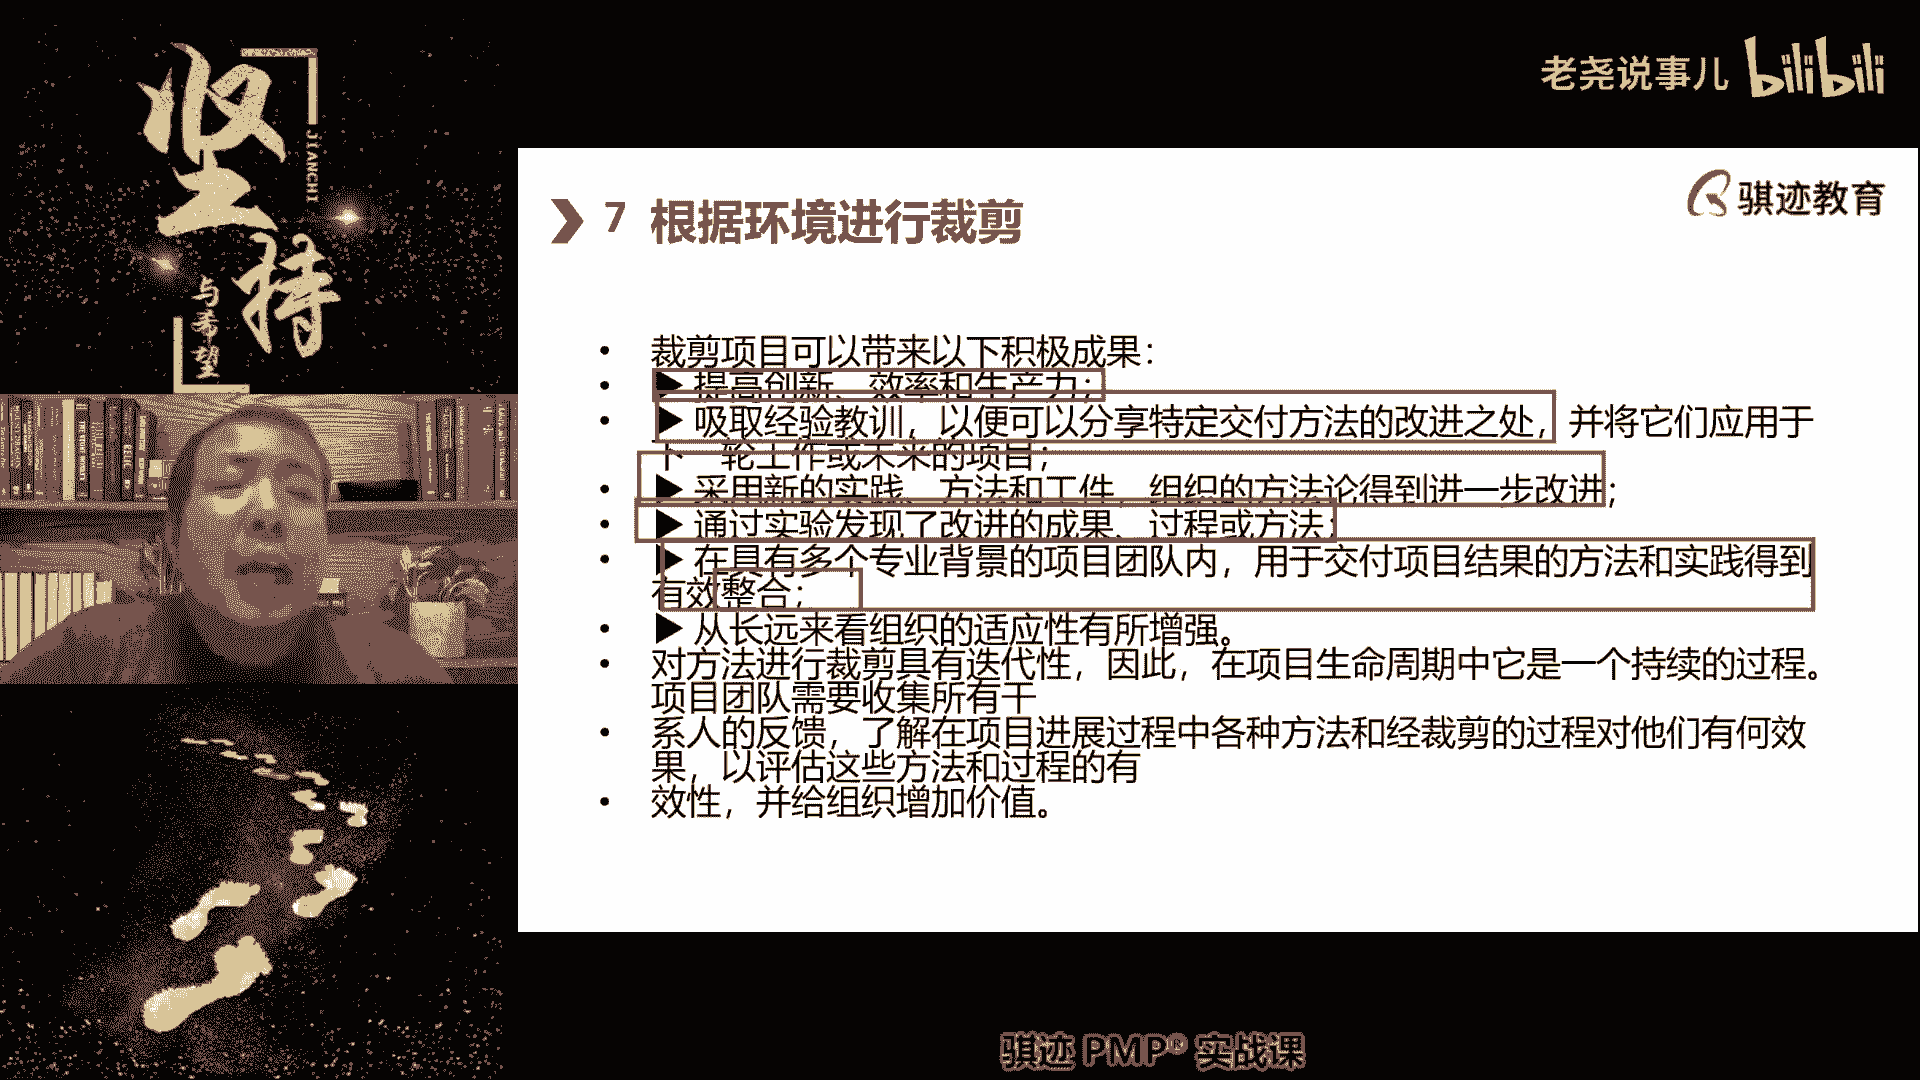 坚持
JIANCHI
与希望
老尧说事儿 bilibili
骐迹教育
7 根据环境进行裁剪
• 裁剪项目可以带来以下积极成果：
• ▶ 提高创新、效率和生产力；
• ▶ 吸取经验教训，以便可以分享特定交付方法的改进之处，并将它们应用于
下一轮工作或未来的项目；
• ▶ 采用新的实践、方法和工件，组织的方法论得到进一步改进；
• ▶ 通过实验发现了改进的成果、过程或方法；
• ▶ 在具有多个专业背景的项目团队内，用于交付项目结果的方法和实践得到
有效整合；
• ▶ 从长远来看组织的适应性有所增强。
• 对方法进行裁剪具有迭代性，因此，在项目生命周期中它是一个持续的过程。
项目团队需要收集所有干
• 系人的反馈，了解在项目进展过程中各种方法和经裁剪的过程对他们有何效
果，以评估这些方法和过程的有
• 效性，并给组织增加价值。
骐迹 PMP® 实战课